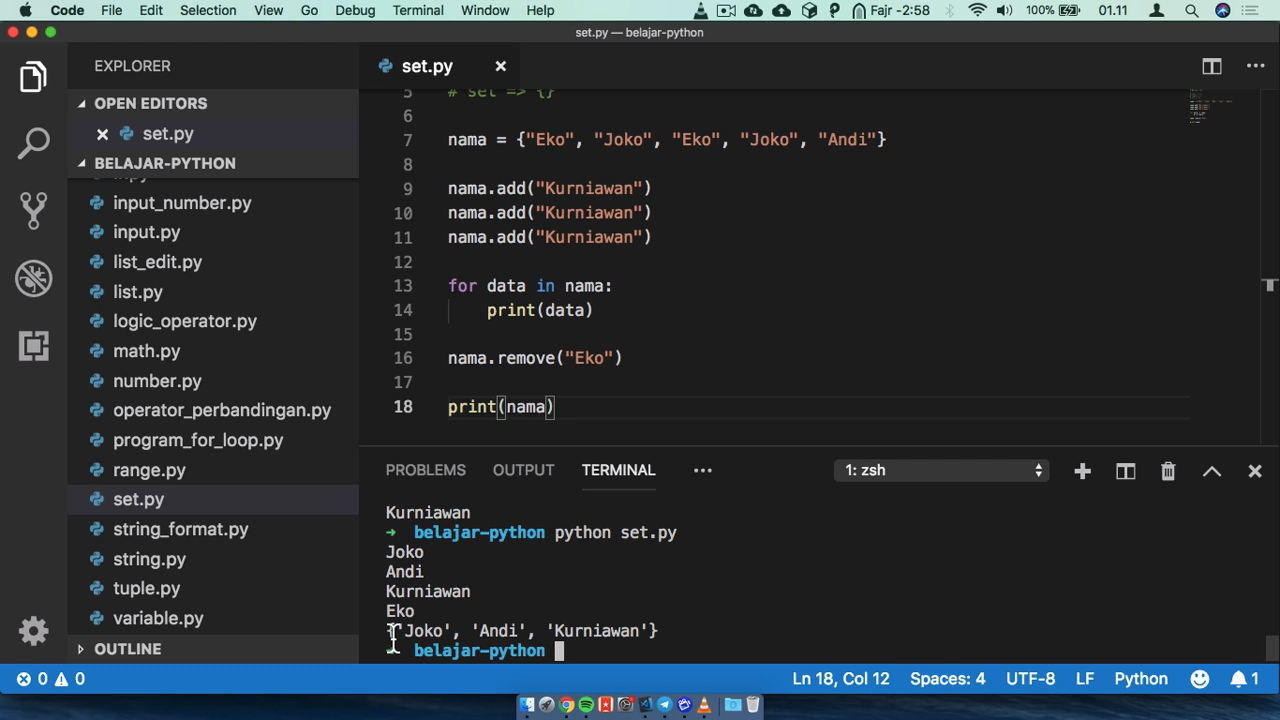 Code File Edit Selection View Go Debug Terminal Window Help Fajr -2:58 100% 01.11
set.py — belajar-python
EXPLORER
OPEN EDITORS
set.py
BELAJAR-PYTHON
input_number.py
input.py
list_edit.py
list.py
logic_operator.py
math.py
number.py
operator_perbandingan.py
program_for_loop.py
range.py
set.py
string_format.py
string.py
tuple.py
variable.py
OUTLINE
set.py
5 # set => {}
6
7 nama = {"Eko", "Joko", "Eko", "Joko", "Andi"}
8
9 nama.add("Kurniawan")
10 nama.add("Kurniawan")
11 nama.add("Kurniawan")
12
13 for data in nama:
14 print(data)
15
16 nama.remove("Eko")
17
18 print(nama)
PROBLEMS OUTPUT TERMINAL ••• 1: zsh
Kurniawan
➜ belajar-python python set.py
Joko
Andi
Kurniawan
Eko
{'Joko', 'Andi', 'Kurniawan'}
➜ belajar-python
0 0 Ln 18, Col 12 Spaces: 4 UTF-8 LF Python 1